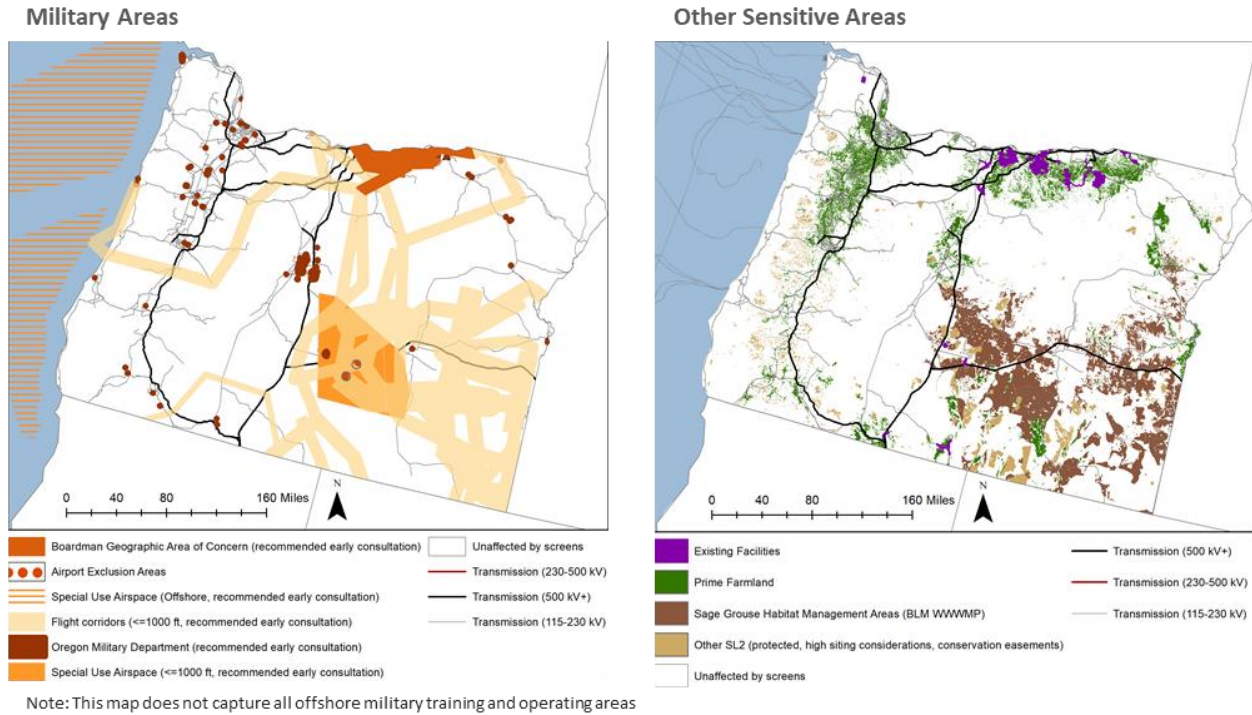 Military Areas
Other Sensitive Areas
N
0 40 80 160 Miles
Boardman Geographic Area of Concern (recommended early consultation)
Airport Exclusion Areas
Special Use Airspace (Offshore, recommended early consultation)
Flight corridors (<=1000 ft, recommended early consultation)
Oregon Military Department (recommended early consultation)
Special Use Airspace (<=1000 ft, recommended early consultation)
Unaffected by screens
Transmission (230-500 kV)
Transmission (500 kV+)
Transmission (115-230 kV)
N
0 40 80 160 Miles
Existing Facilities
Prime Farmland
Sage Grouse Habitat Management Areas (BLM WWWMP)
Other SL2 (protected, high siting considerations, conservation easements)
Unaffected by screens
Transmission (500 kV+)
Transmission (230-500 kV)
Transmission (115-230 kV)
Note: This map does not capture all offshore military training and operating areas